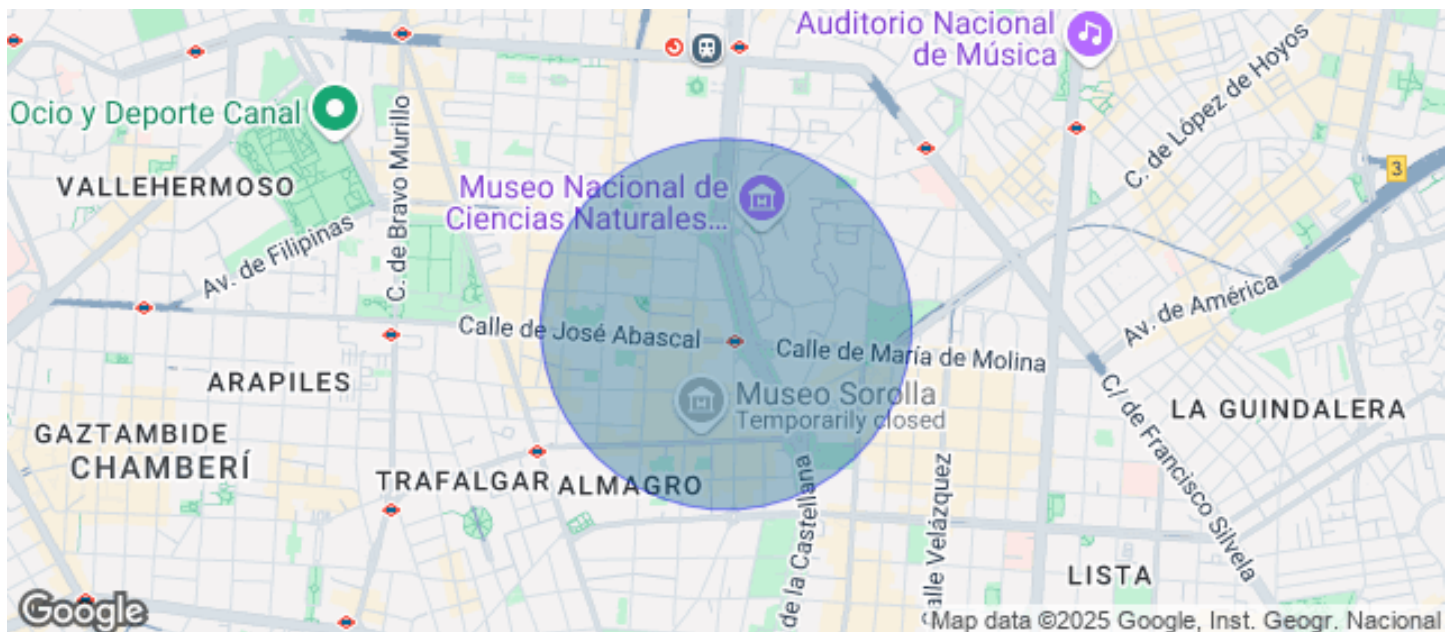 Auditorio Nacional
de Música
Ocio y Deporte Canal
C. de López de Hoyos
VALLEHERMOSO
C. de Bravo Murillo
Museo Nacional de
Ciencias Naturales...
3
Av. de Filipinas
Av. de América
Calle de José Abascal
Calle de María de Molina
ARAPILES
Museo Sorolla
Temporarily closed
C/ de Francisco Silvela
LA GUINDALERA
GAZTAMBIDE
CHAMBERÍ
TRAFALGAR
ALMAGRO
de la Castellana
alle Velázquez
LISTA
Google
Map data ©2025 Google, Inst. Geogr. Nacional